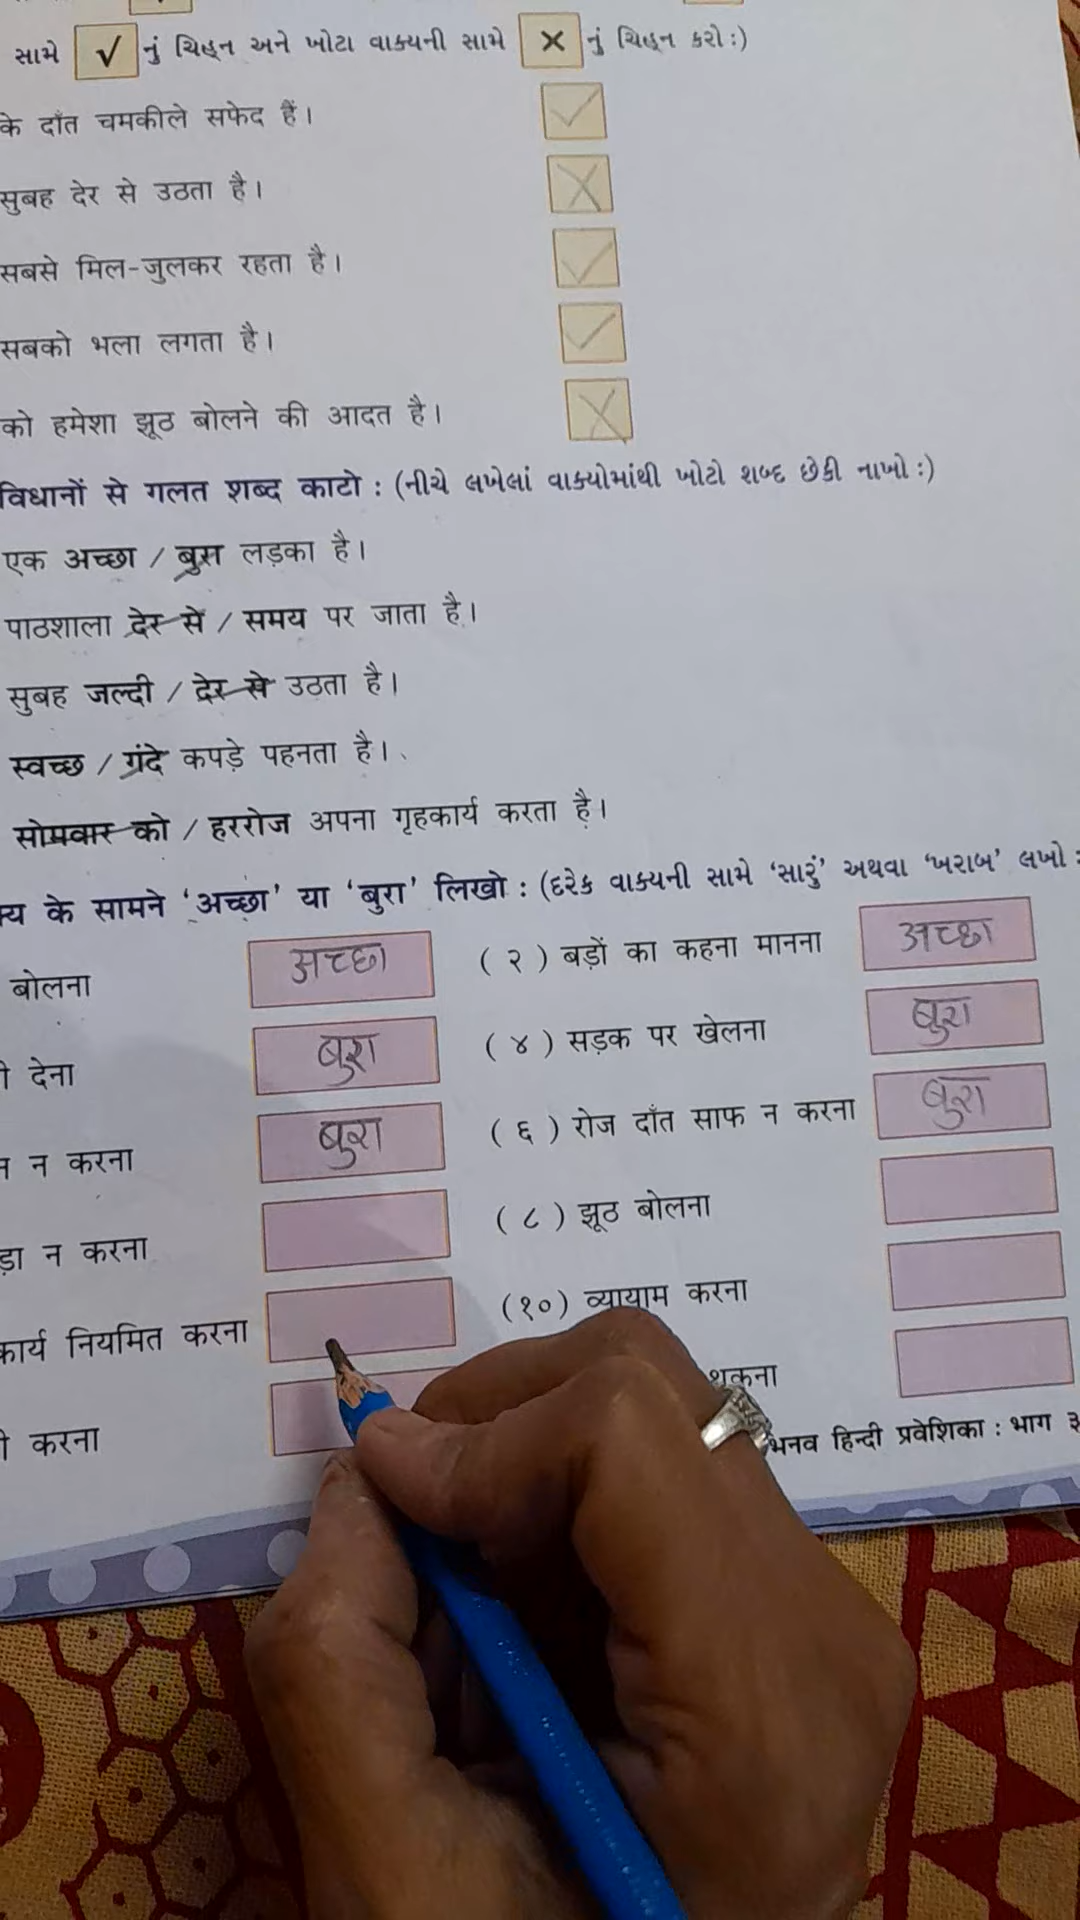 સામે √ નું ચિહ્ન અને ખોટા વાક્યની સામે × નું ચિહ્ન કરો :)
के दाँत चमकीले सफेद हैं। ✓
सुबह देर से उठता है। ×
सबसे मिल-जुलकर रहता है। ✓
सबको भला लगता है। ✓
को हमेशा झूठ बोलने की आदत है। ×
विधानों से गलत शब्द काटो : (નીચે લખેલાં વાક્યોમાંથી ખોટો શબ્દ છેકી નાખો :)
एक अच्छा / बुरा लड़का है।
पाठशाला देर से / समय पर जाता है।
सुबह जल्दी / देर से उठता है।
स्वच्छ / गंदे कपड़े पहनता है।
सोमवार को / हररोज अपना गृहकार्य करता है।
के सामने 'अच्छा' या 'बुरा' लिखो : (દરેક વાક્યની સામે 'સારું' અથવા 'ખરાબ' લખો :
बोलना अच्छा (२) बड़ों का कहना मानना अच्छा
देना बुरा (४) सड़क पर खेलना बुरा
न करना बुरा (६) रोज दाँत साफ न करना बुरा
न करना (८) झूठ बोलना
कार्य नियमित करना (१०) व्यायाम करना
करना थूकना
भनव हिन्दी प्रवेशिका : भाग ३